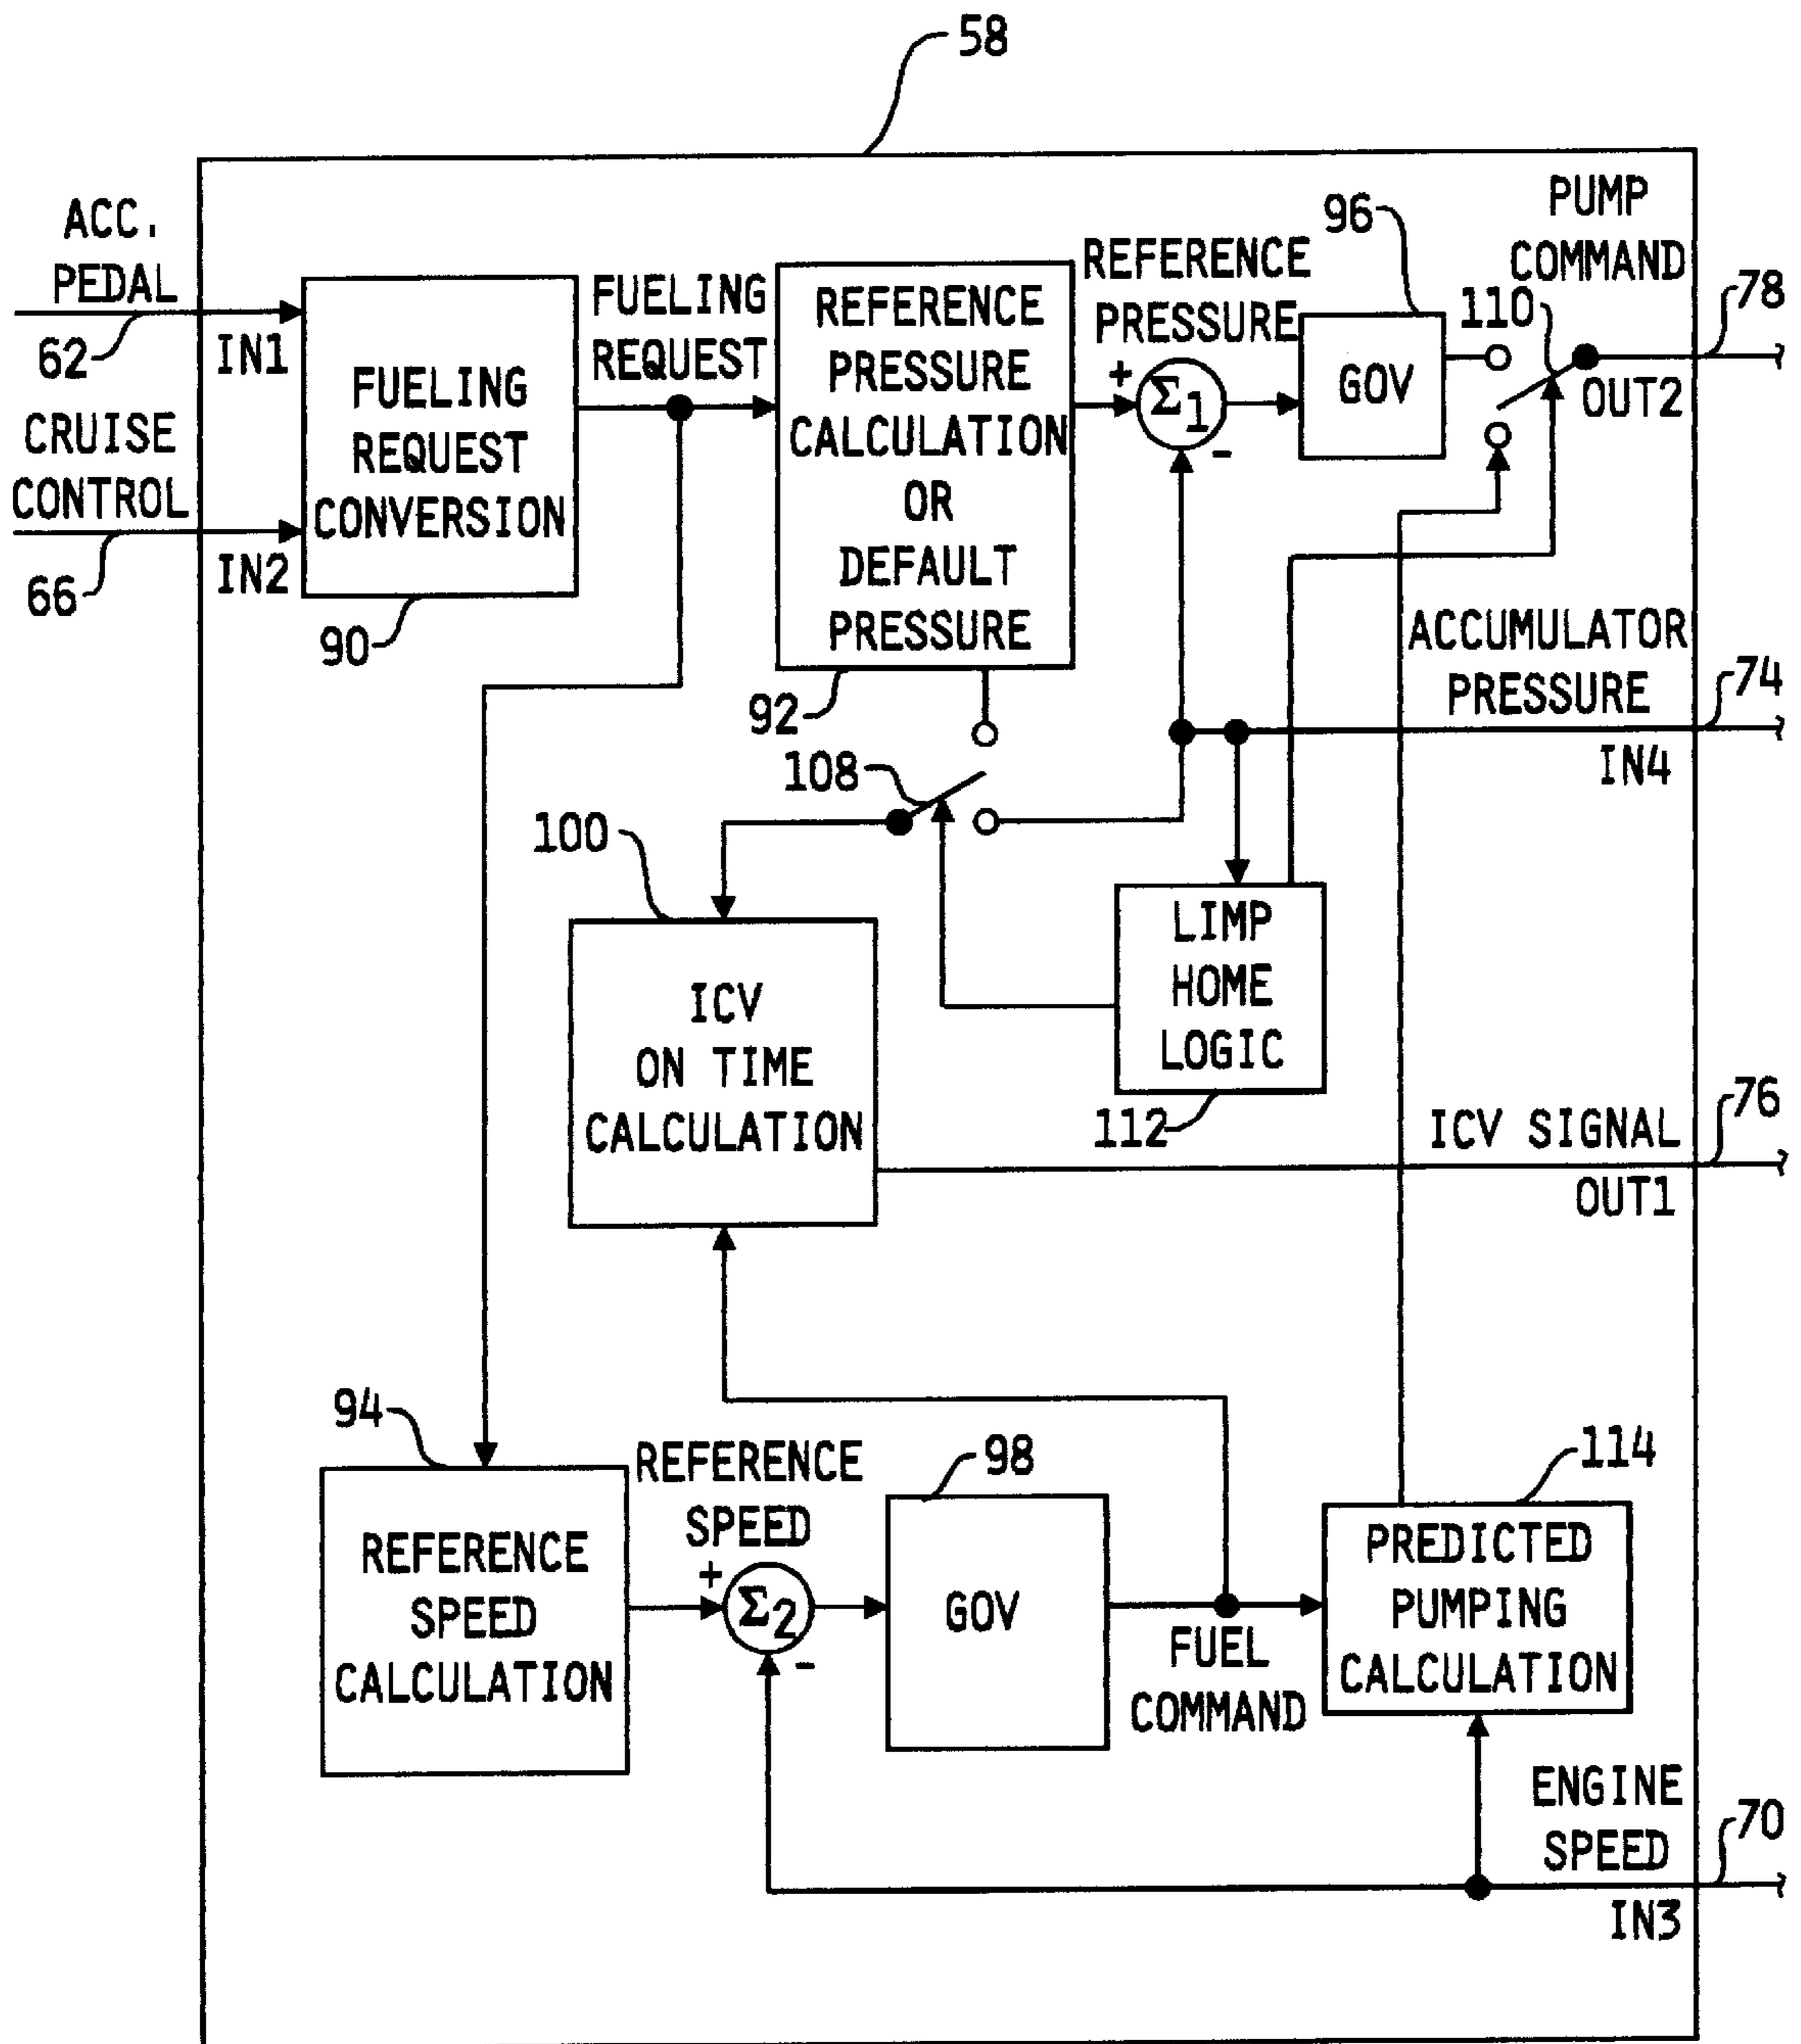 58
ACC.
PEDAL
62
IN1
CRUISE
CONTROL
66
IN2
FUELING
REQUEST
CONVERSION
90
FUELING
REQUEST
REFERENCE
PRESSURE
CALCULATION
OR
DEFAULT
PRESSURE
92
REFERENCE
PRESSURE
+
Σ1
-
96
GOV
PUMP
COMMAND
110
78
OUT2
ACCUMULATOR
PRESSURE
74
IN4
108
100
ICV
ON TIME
CALCULATION
LIMP
HOME
LOGIC
112
ICV SIGNAL
76
OUT1
94
REFERENCE
SPEED
CALCULATION
REFERENCE
SPEED
+
Σ2
-
98
GOV
FUEL
COMMAND
114
PREDICTED
PUMPING
CALCULATION
ENGINE
SPEED
70
IN3